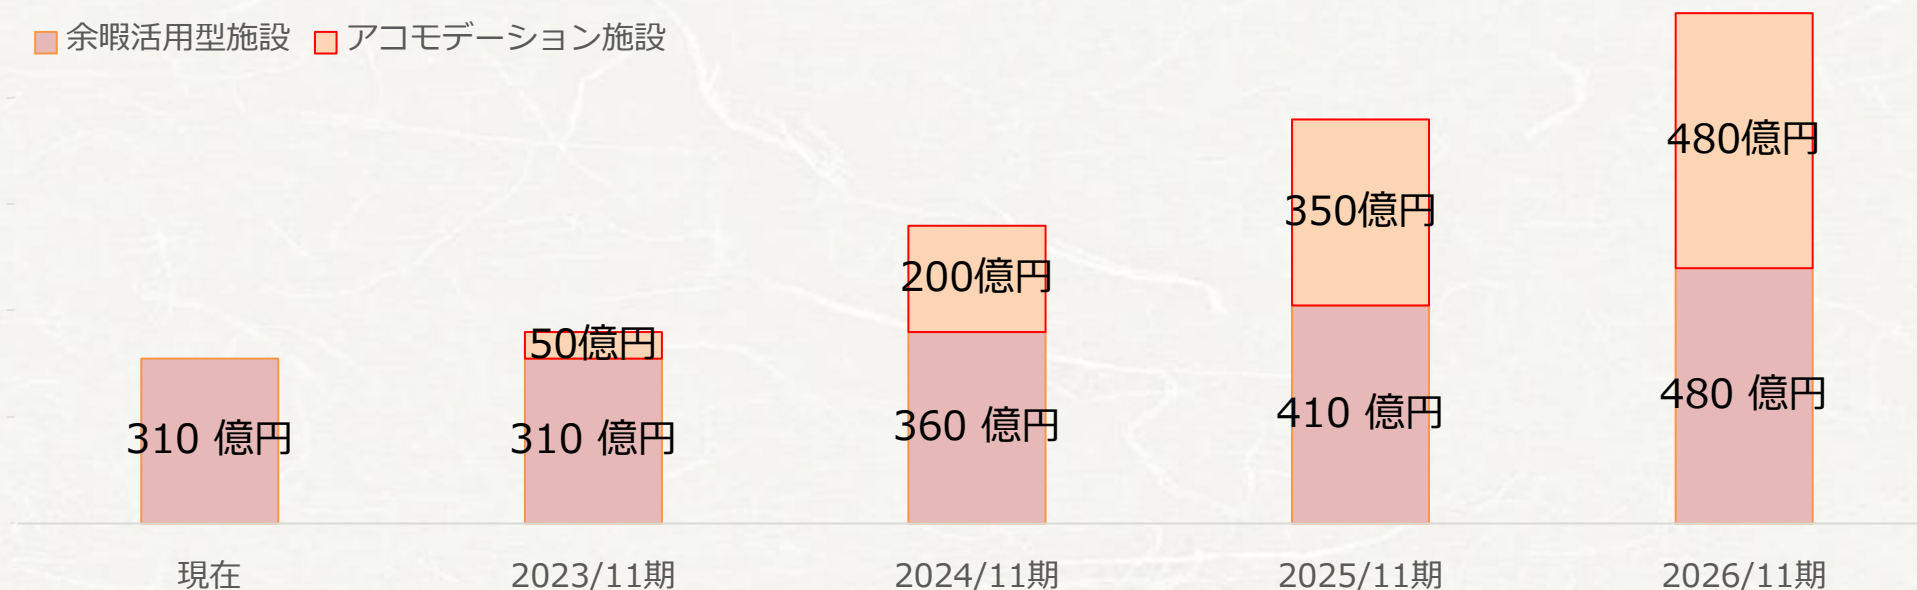 余暇活用型施設 アコモデーション施設
480億円
350億円
200億円
50億円
310 億円
310 億円
360 億円
410 億円
480 億円
現在
2023/11期
2024/11期
2025/11期
2026/11期